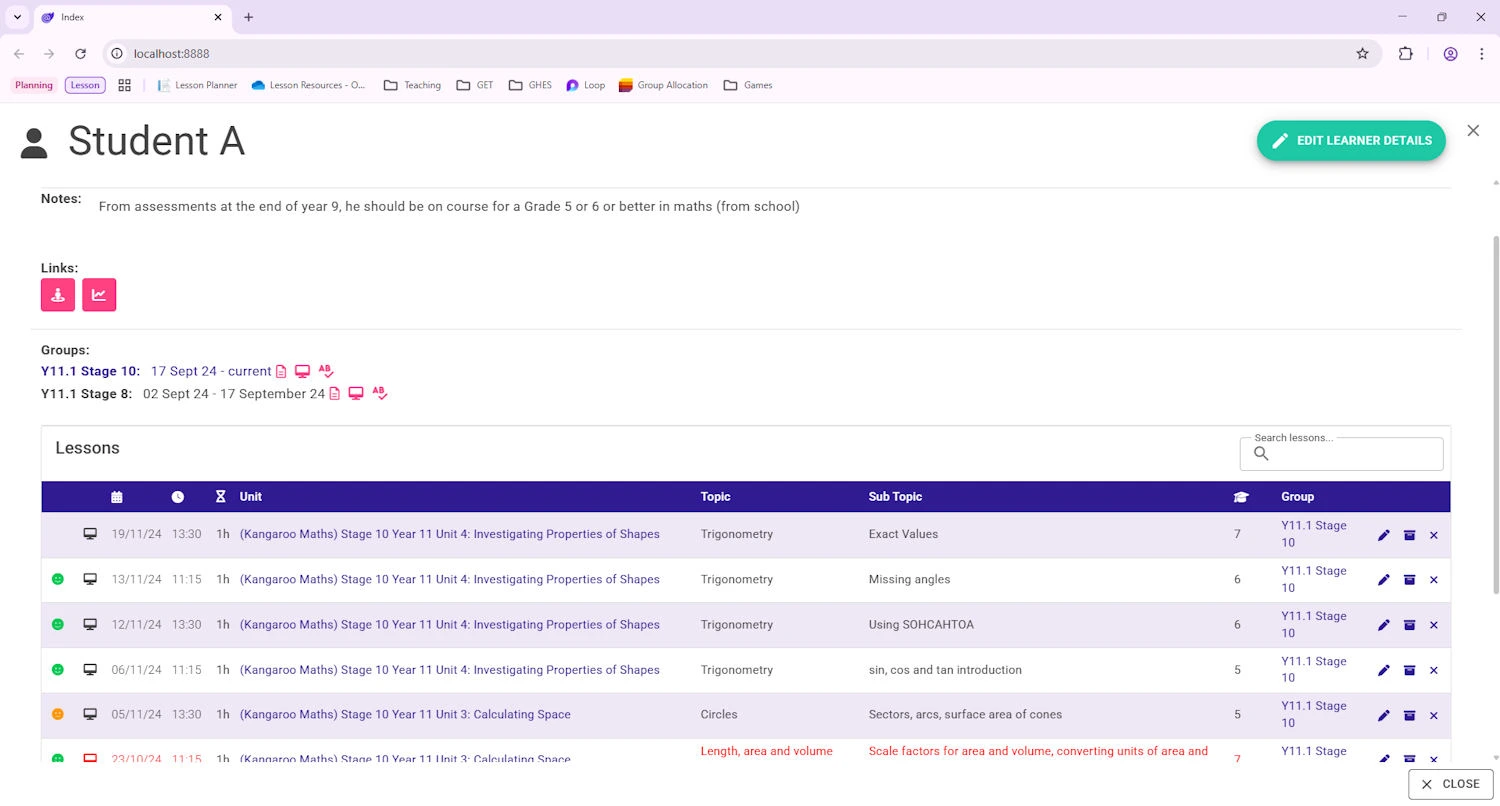 Index
localhost:8888
Planning Lesson Lesson Planner Lesson Resources - O... Teaching GET GHES Loop Group Allocation Games
Student A
EDIT LEARNER DETAILS
Notes: From assessments at the end of year 9, he should be on course for a Grade 5 or 6 or better in maths (from school)
Links:
Groups:
Y11.1 Stage 10: 17 Sept 24 - current
Y11.1 Stage 8: 02 Sept 24 - 17 September 24
Lessons
Search lessons...
Unit Topic Sub Topic Group
19/11/24 13:30 1h (Kangaroo Maths) Stage 10 Year 11 Unit 4: Investigating Properties of Shapes Trigonometry Exact Values 7 Y11.1 Stage
10
13/11/24 11:15 1h (Kangaroo Maths) Stage 10 Year 11 Unit 4: Investigating Properties of Shapes Trigonometry Missing angles 6 Y11.1 Stage
10
12/11/24 13:30 1h (Kangaroo Maths) Stage 10 Year 11 Unit 4: Investigating Properties of Shapes Trigonometry Using SOHCAHTOA 6 Y11.1 Stage
10
06/11/24 11:15 1h (Kangaroo Maths) Stage 10 Year 11 Unit 4: Investigating Properties of Shapes Trigonometry sin, cos and tan introduction 5 Y11.1 Stage
10
05/11/24 13:30 1h (Kangaroo Maths) Stage 10 Year 11 Unit 3: Calculating Space Circles Sectors, arcs, surface area of cones 5 Y11.1 Stage
10
23/10/24 11:15 1h (Kangaroo Maths) Stage 10 Year 11 Unit 3: Calculating Space Length, area and volume Scale factors for area and volume, converting units of area and 7 Y11.1 Stage
CLOSE